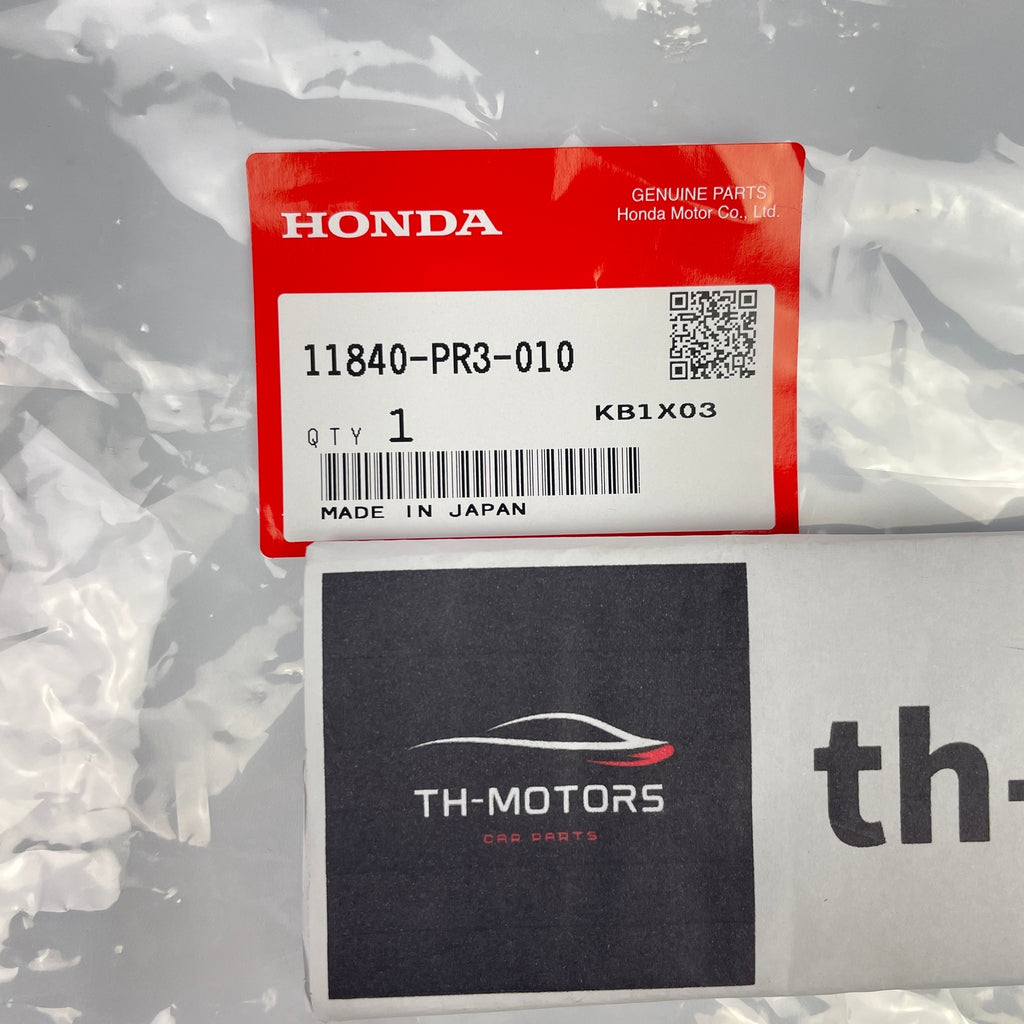 HONDA
GENUINE PARTS
Honda Motor Co., Ltd.
11840-PR3-010
KB1X03
QTY 1
MADE IN JAPAN
TH-MOTORS
CAR PARTS
th-